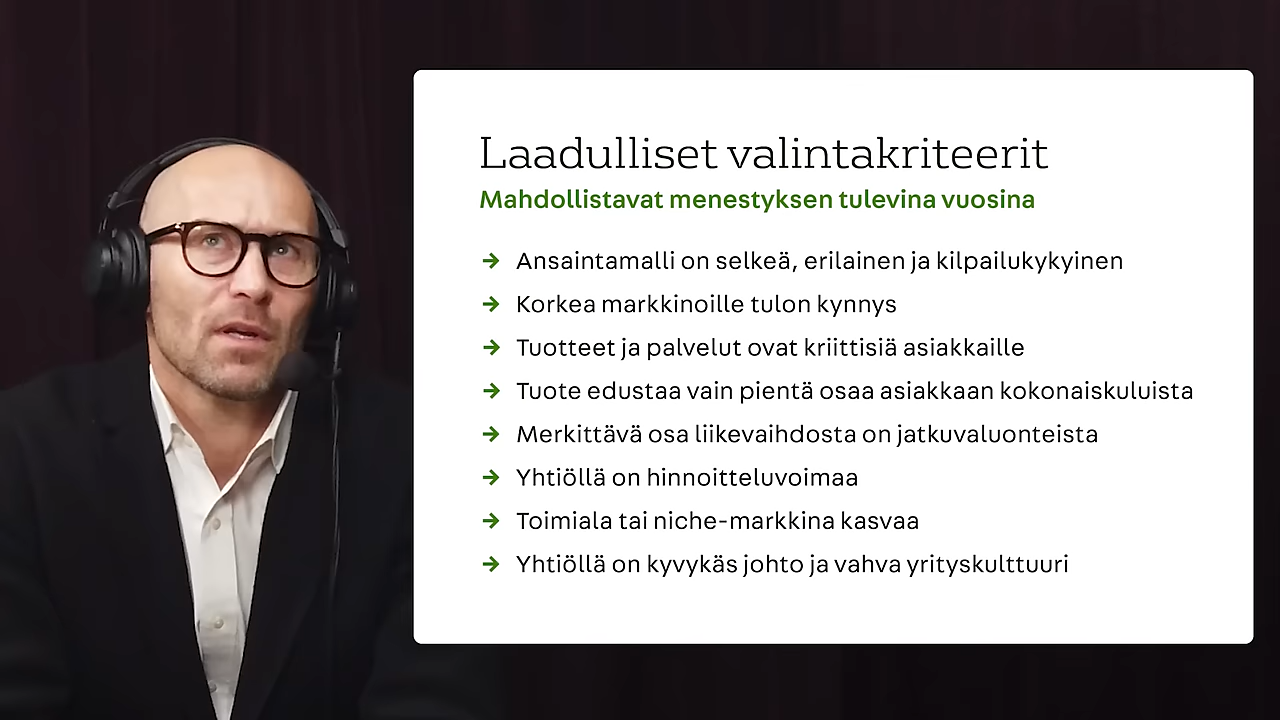 Laadulliset valintakriteerit
Mahdollistavat menestyksen tulevina vuosina
→ Ansaintamalli on selkeä, erilainen ja kilpailukykyinen
→ Korkea markkinoille tulon kynnys
→ Tuotteet ja palvelut ovat kriittisiä asiakkaille
→ Tuote edustaa vain pientä osaa asiakkaan kokonaiskuluista
→ Merkittävä osa liikevaihdosta on jatkuvaluonteista
→ Yhtiöllä on hinnoitteluvoimaa
→ Toimiala tai niche-markkina kasvaa
→ Yhtiöllä on kyvykäs johto ja vahva yrityskulttuuri